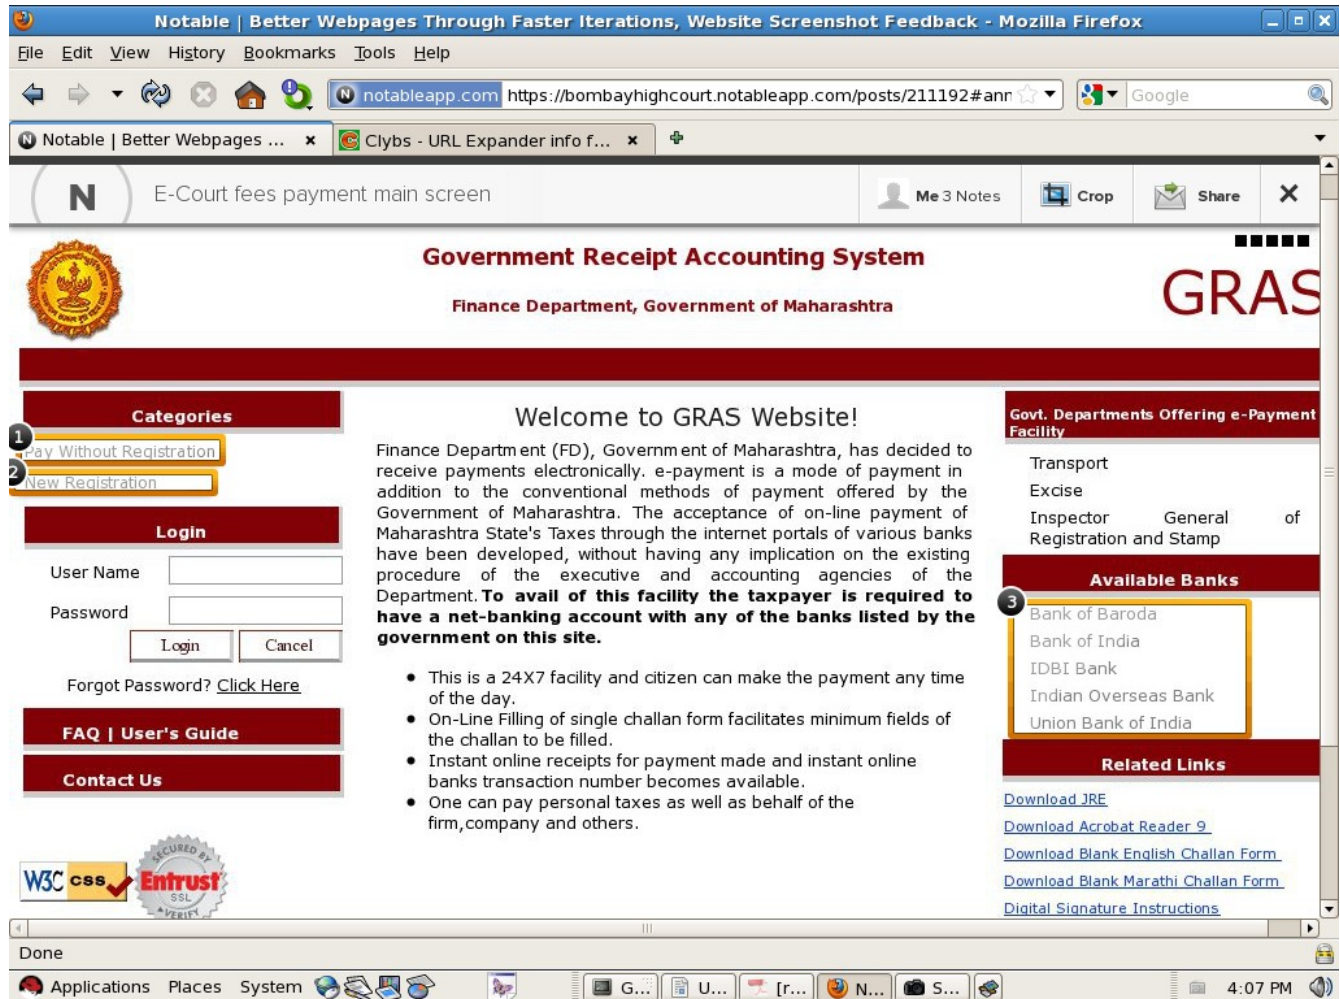 Notable | Better Webpages Through Faster Iterations, Website Screenshot Feedback - Mozilla Firefox
File Edit View History Bookmarks Tools Help
notableapp.com https://bombayhighcourt.notableapp.com/posts/211192#ann Google
Notable | Better Webpages ... Clybs - URL Expander info f...
N E-Court fees payment main screen Me 3 Notes Crop Share
Government Receipt Accounting System
GRAS
Finance Department, Government of Maharashtra
Categories
1
Pay Without Registration
2
New Registration
Login
User Name
Password
Login Cancel
Forgot Password? Click Here
FAQ | User's Guide
Contact Us
W3C css
SECURED BY
Entrust
SSL
VERIFY
Welcome to GRAS Website!
Finance Department (FD), Government of Maharashtra, has decided to
receive payments electronically. e-payment is a mode of payment in
addition to the conventional methods of payment offered by the
Government of Maharashtra. The acceptance of on-line payment of
Maharashtra State's Taxes through the internet portals of various banks
have been developed, without having any implication on the existing
procedure of the executive and accounting agencies of the
Department. To avail of this facility the taxpayer is required to
have a net-banking account with any of the banks listed by the
government on this site.
• This is a 24X7 facility and citizen can make the payment any time
of the day.
• On-Line Filling of single challan form facilitates minimum fields of
the challan to be filled.
• Instant online receipts for payment made and instant online
banks transaction number becomes available.
• One can pay personal taxes as well as behalf of the
firm,company and others.
Govt. Departments Offering e-Payment
Facility
Transport
Excise
Inspector General of
Registration and Stamp
Available Banks
3
Bank of Baroda
Bank of India
IDBI Bank
Indian Overseas Bank
Union Bank of India
Related Links
Download JRE
Download Acrobat Reader 9
Download Blank English Challan Form
Download Blank Marathi Challan Form
Digital Signature Instructions
Done
Applications Places System G... U... [r... N... S... 4:07 PM